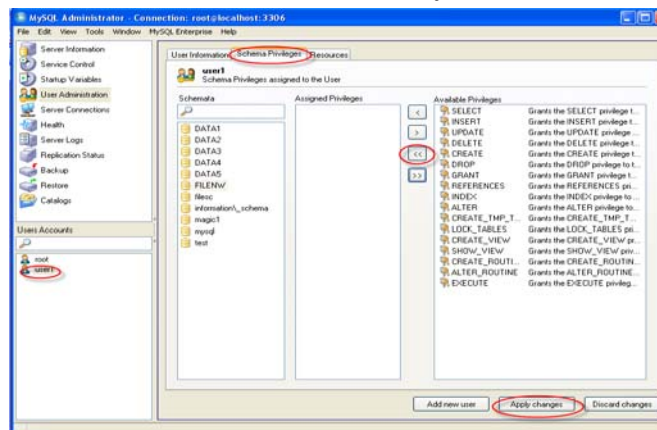 MySQL Administrator - Connection: root@localhost:3306
File Edit View Tools Window MySQL Enterprise Help
Server Information
Service Control
Startup Variables
User Administration
Server Connections
Health
Server Logs
Replication Status
Backup
Restore
Catalogs
Users Accounts
root
user1
User Information Schema Privileges Resources
user1
Schema Privileges assigned to the User
Schemata
DATA1
DATA2
DATA3
DATA4
DATA5
FILENW
filesc
information\_schema
magic1
mysql
test
Assigned Privileges
<
>
<<
>>
Available Privileges
SELECT Grants the SELECT privilege t...
INSERT Grants the INSERT privilege t...
UPDATE Grants the UPDATE privilege ...
DELETE Grants the DELETE privilege t...
CREATE Grants the CREATE privilege t...
DROP Grants the DROP privilege to t...
GRANT Grants the GRANT privilege t...
REFERENCES Grants the REFERENCES pri...
INDEX Grants the INDEX privilege to ...
ALTER Grants the ALTER privilege to...
CREATE_TMP_T... Grants the CREATE_TMP_T...
LOCK_TABLES Grants the LOCK_TABLES pri...
CREATE_VIEW Grants the CREATE_VIEW pr...
SHOW_VIEW Grants the SHOW_VIEW priv...
CREATE_ROUTI... Grants the CREATE_ROUTIN...
ALTER_ROUTINE Grants the ALTER_ROUTINE...
EXECUTE Grants the EXECUTE privileg...
Add new user Apply changes Discard changes